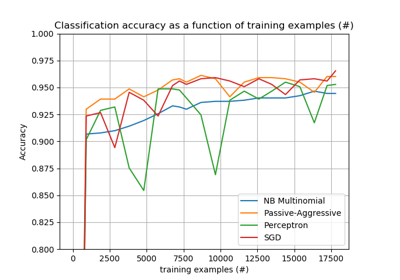 Classification accuracy as a function of training examples (#)
1.000
0.975
0.950
0.925
0.900
0.875
0.850
0.825
0.800
Accuracy
NB Multinomial
Passive-Aggressive
Perceptron
SGD
0 2500 5000 7500 10000 12500 15000 17500
training examples (#)